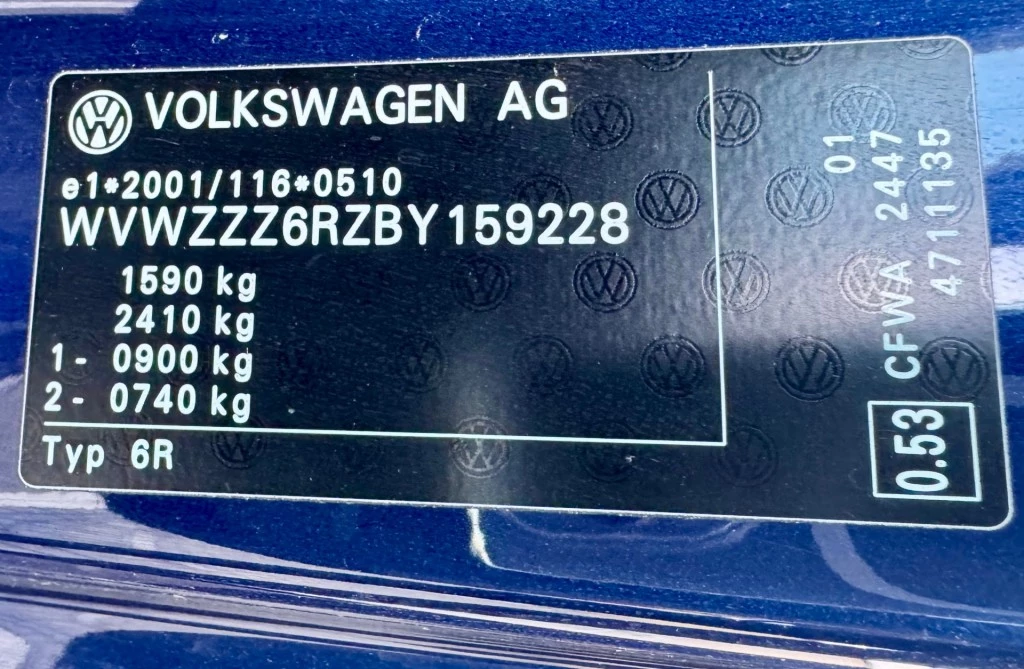 VOLKSWAGEN AG
e1*2001/116*0510
WVWZZZ6RZBY159228
1590 kg
2410 kg
1- 0900 kg
2- 0740 kg
Typ 6R
01
CFWA 2447
4711135
0.53